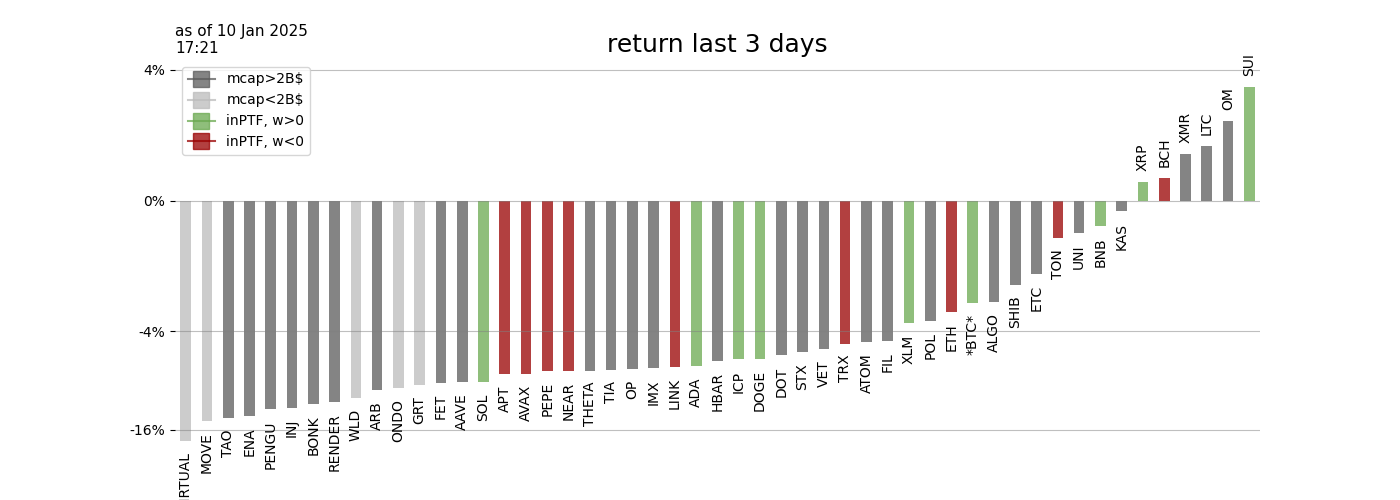 as of 10 Jan 2025
17:21
return last 3 days
4%
mcap>2B$
mcap<2B$
inPTF, w>0
inPTF, w<0
0%
-4%
-16%
RTUAL
MOVE
TAO
ENA
PENGU
INJ
BONK
RENDER
WLD
ARB
ONDO
GRT
FET
AAVE
SOL
APT
AVAX
PEPE
NEAR
THETA
TIA
OP
IMX
LINK
ADA
HBAR
ICP
DOGE
DOT
STX
VET
TRX
ATOM
FIL
XLM
POL
ETH
*BTC*
ALGO
SHIB
ETC
TON
UNI
BNB
KAS
XRP
BCH
XMR
LTC
OM
SUI